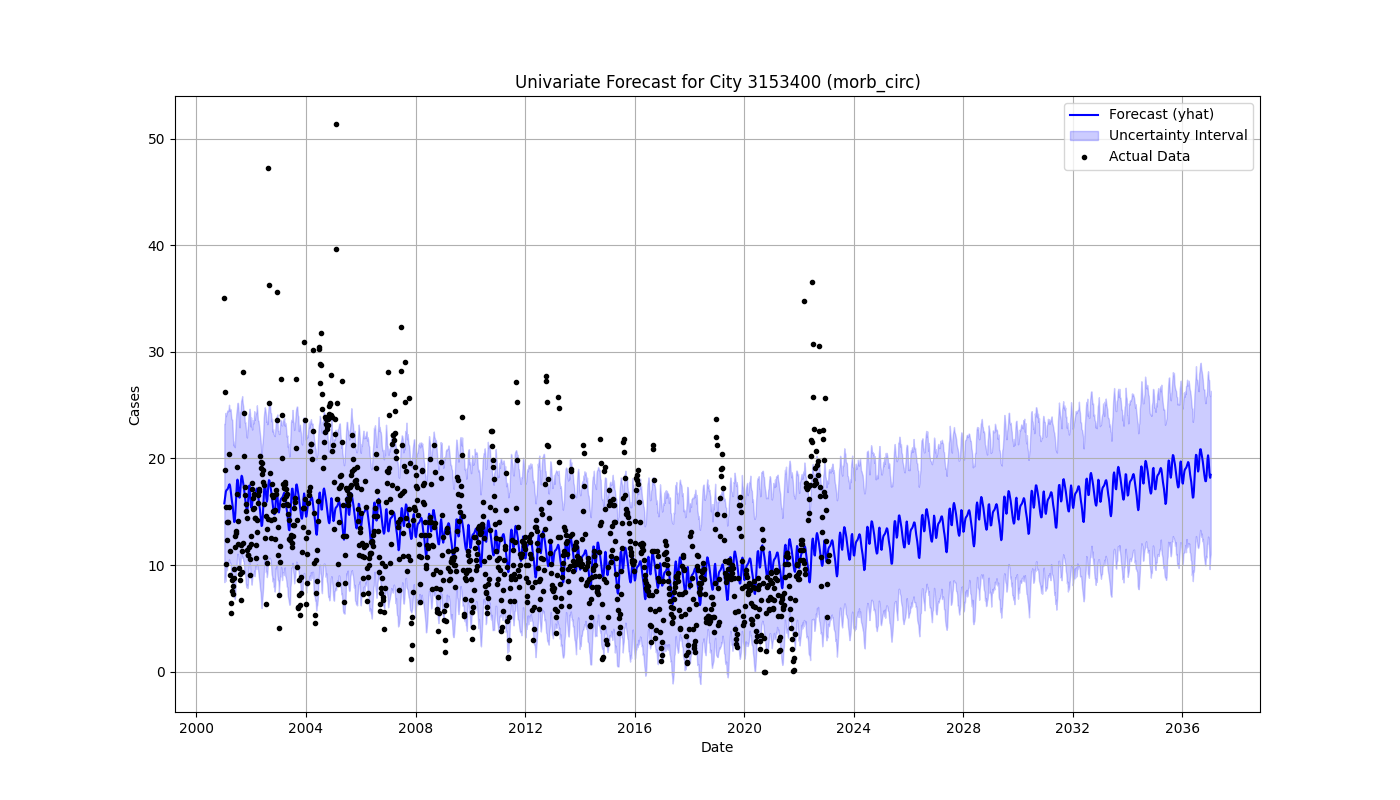 Univariate Forecast for City 3153400 (morb_circ)
Forecast (yhat)
Uncertainty Interval
Actual Data
Cases
50
40
30
20
10
0
2000 2004 2008 2012 2016 2020 2024 2028 2032 2036
Date